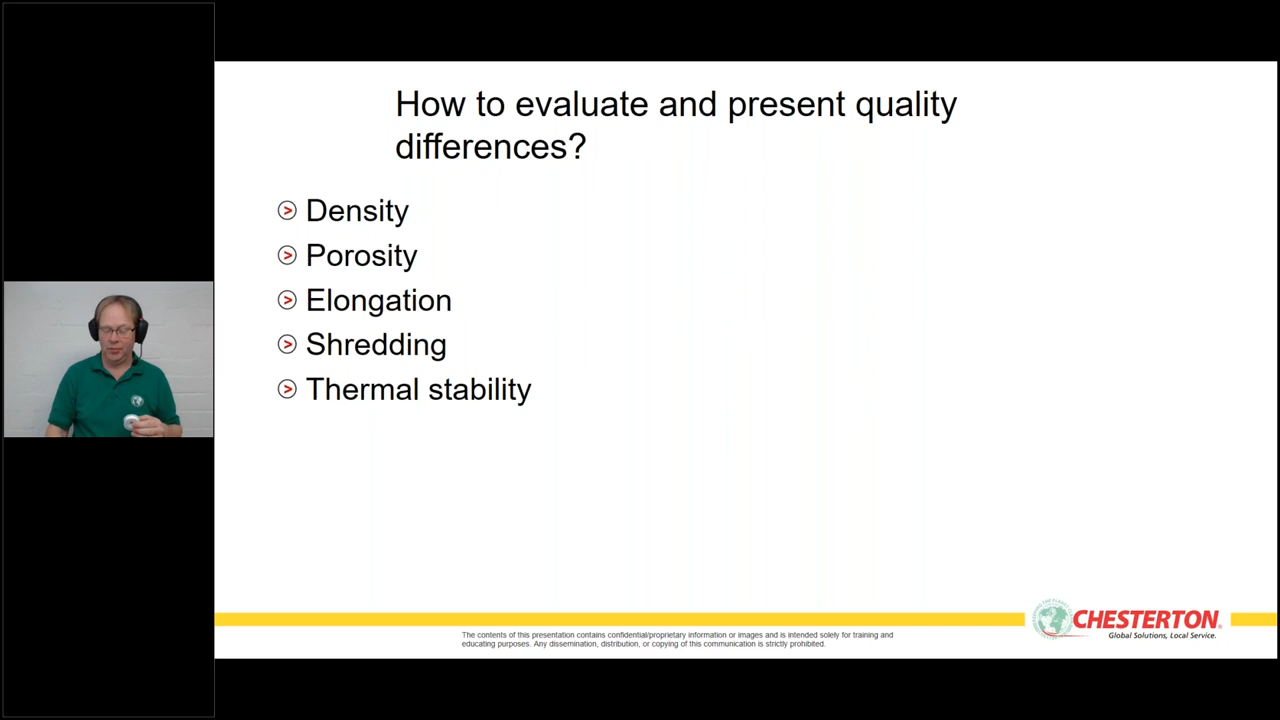 How to evaluate and present quality
differences?
Density
Porosity
Elongation
Shredding
Thermal stability
CHESTERTON
Global Solutions, Local Service.
The contents of this presentation contains confidential/proprietary information or images and is intended solely for training and
educating purposes. Any dissemination, distribution, or copying of this communication is strictly prohibited.